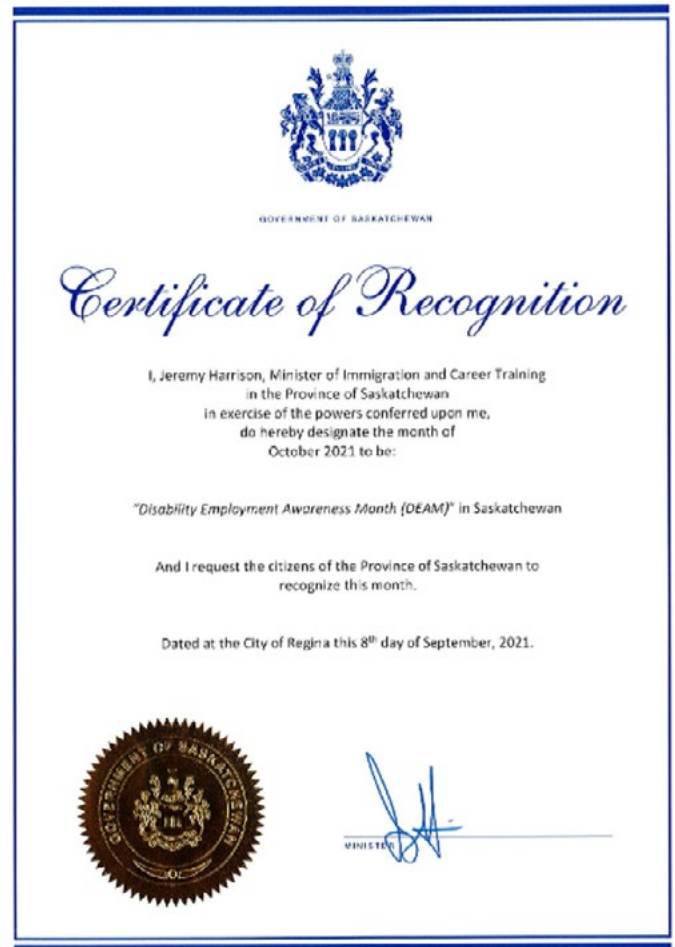 GOVERNMENT OF SASKATCHEWAN
Certificate of Recognition
I, Jeremy Harrison, Minister of Immigration and Career Training
in the Province of Saskatchewan
in exercise of the powers conferred upon me,
do hereby designate the month of
October 2021 to be:
"Disability Employment Awareness Month (DEAM)" in Saskatchewan
And I request the citizens of the Province of Saskatchewan to
recognize this month.
Dated at the City of Regina this 8th day of September, 2021.
GOVERNMENT OF SASKATCHEWAN
MINISTER